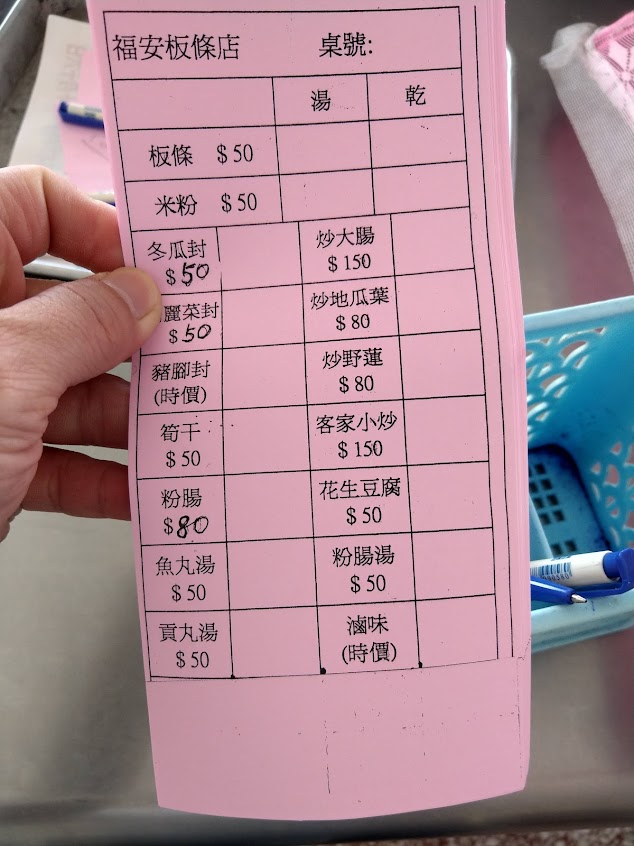 福安板條店 桌號:
湯 乾
板條 $50
米粉 $50
冬瓜封
$50
炒大腸
$150
麗菜封
$50
炒地瓜葉
$80
豬腳封
(時價)
炒野蓮
$80
筍干
$50
客家小炒
$150
粉腸
$80
花生豆腐
$50
魚丸湯
$50
粉腸湯
$50
貢丸湯
$50
滷味
(時價)